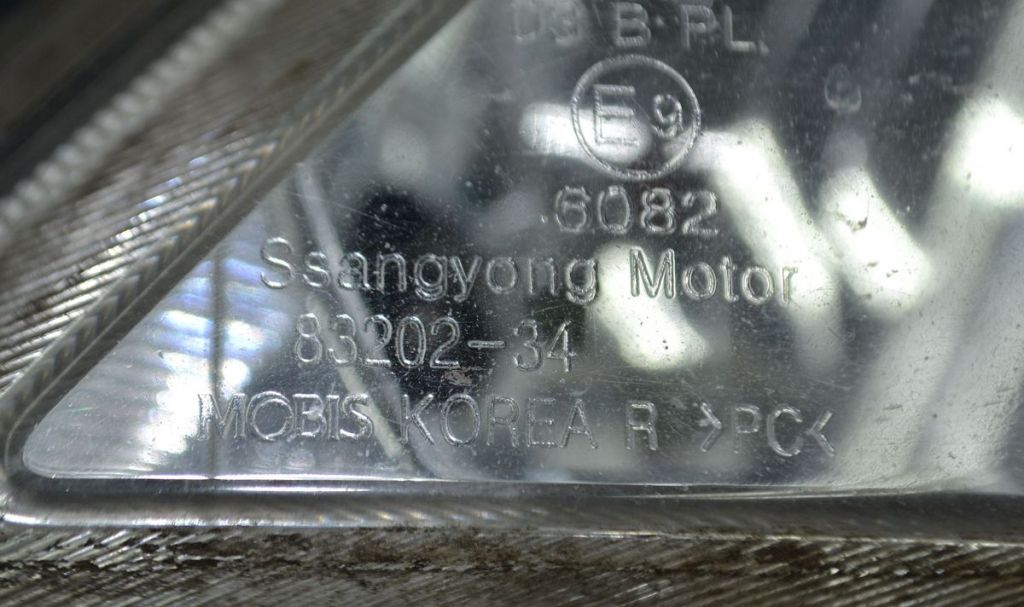 B PL.
E9
6082
Ssangyong Motor
83202-34
MOBIS KOREA R >PC<